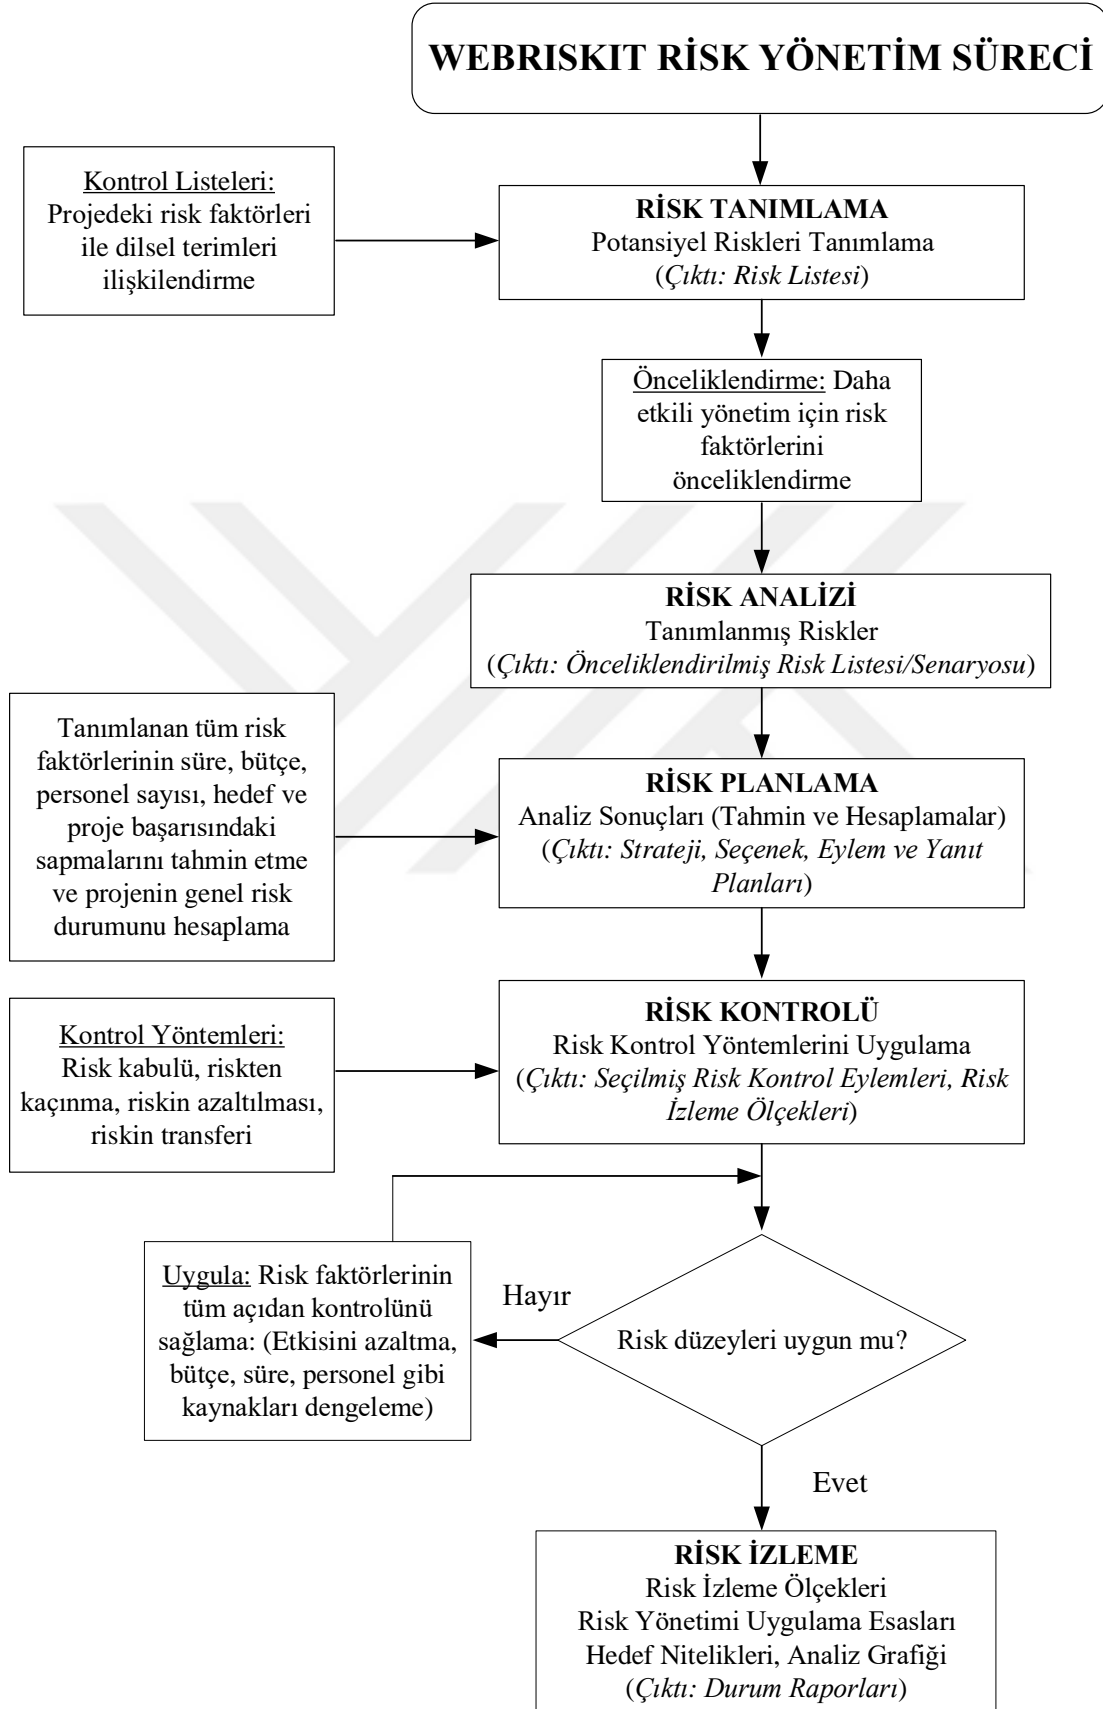 WEBRISKIT RİSK YÖNETİM SÜRECİ
Kontrol Listeleri:
Projedeki risk faktörleri
ile dilsel terimleri
ilişkilendirme
RİSK TANIMLAMA
Potansiyel Riskleri Tanımlama
(Çıktı: Risk Listesi)
Önceliklendirme: Daha
etkili yönetim için risk
faktörlerini
önceliklendirme
RİSK ANALİZİ
Tanımlanmış Riskler
(Çıktı: Önceliklendirilmiş Risk Listesi/Senaryosu)
Tanımlanan tüm risk
faktörlerinin süre, bütçe,
personel sayısı, hedef ve
proje başarısındaki
sapmalarını tahmin etme
ve projenin genel risk
durumunu hesaplama
RİSK PLANLAMA
Analiz Sonuçları (Tahmin ve Hesaplamalar)
(Çıktı: Strateji, Seçenek, Eylem ve Yanıt
Planları)
Kontrol Yöntemleri:
Risk kabulü, riskten
kaçınma, riskin azaltılması,
riskin transferi
RİSK KONTROLÜ
Risk Kontrol Yöntemlerini Uygulama
(Çıktı: Seçilmiş Risk Kontrol Eylemleri, Risk
İzleme Ölçekleri)
Uygula: Risk faktörlerinin
tüm açıdan kontrolünü
sağlama: (Etkisini azaltma,
bütçe, süre, personel gibi
kaynakları dengeleme)
Hayır
Risk düzeyleri uygun mu?
Evet
RİSK İZLEME
Risk İzleme Ölçekleri
Risk Yönetimi Uygulama Esasları
Hedef Nitelikleri, Analiz Grafiği
(Çıktı: Durum Raporları)